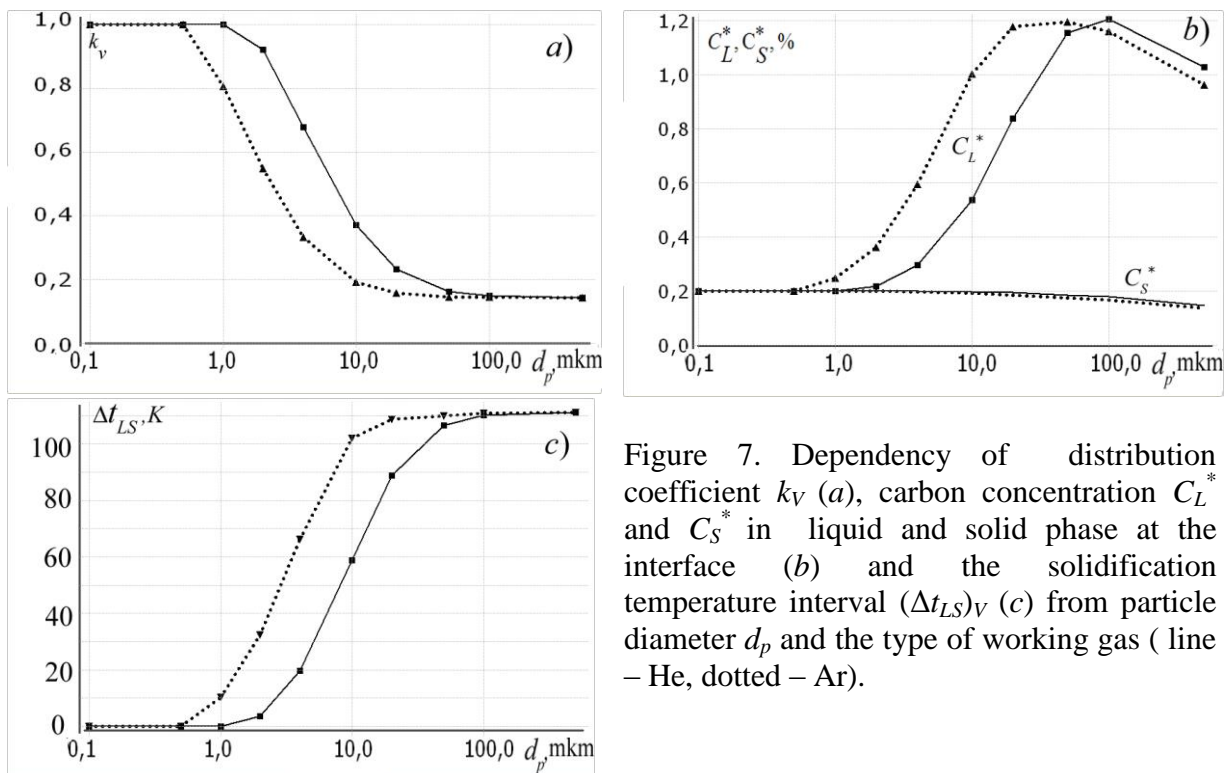 1,0
k_v
0,8
0,6
0,4
0,2
0,0
a)
0,1 1,0 10,0 100,0 d_p, mkm
1,2
C_L^*, C_S^*, %
1,0
0,8
0,6
0,4
0,2
0,0
b)
C_L^*
C_S^*
0,1 1,0 10,0 100,0 d_p, mkm
Δt_LS, K
100
80
60
40
20
0
c)
0,1 1,0 10,0 100,0 d_p, mkm
Figure 7. Dependency of distribution
coefficient k_V (a), carbon concentration C_L^*
and C_S^* in liquid and solid phase at the
interface (b) and the solidification
temperature interval (Δt_LS)_V (c) from particle
diameter d_p and the type of working gas ( line
– He, dotted – Ar).